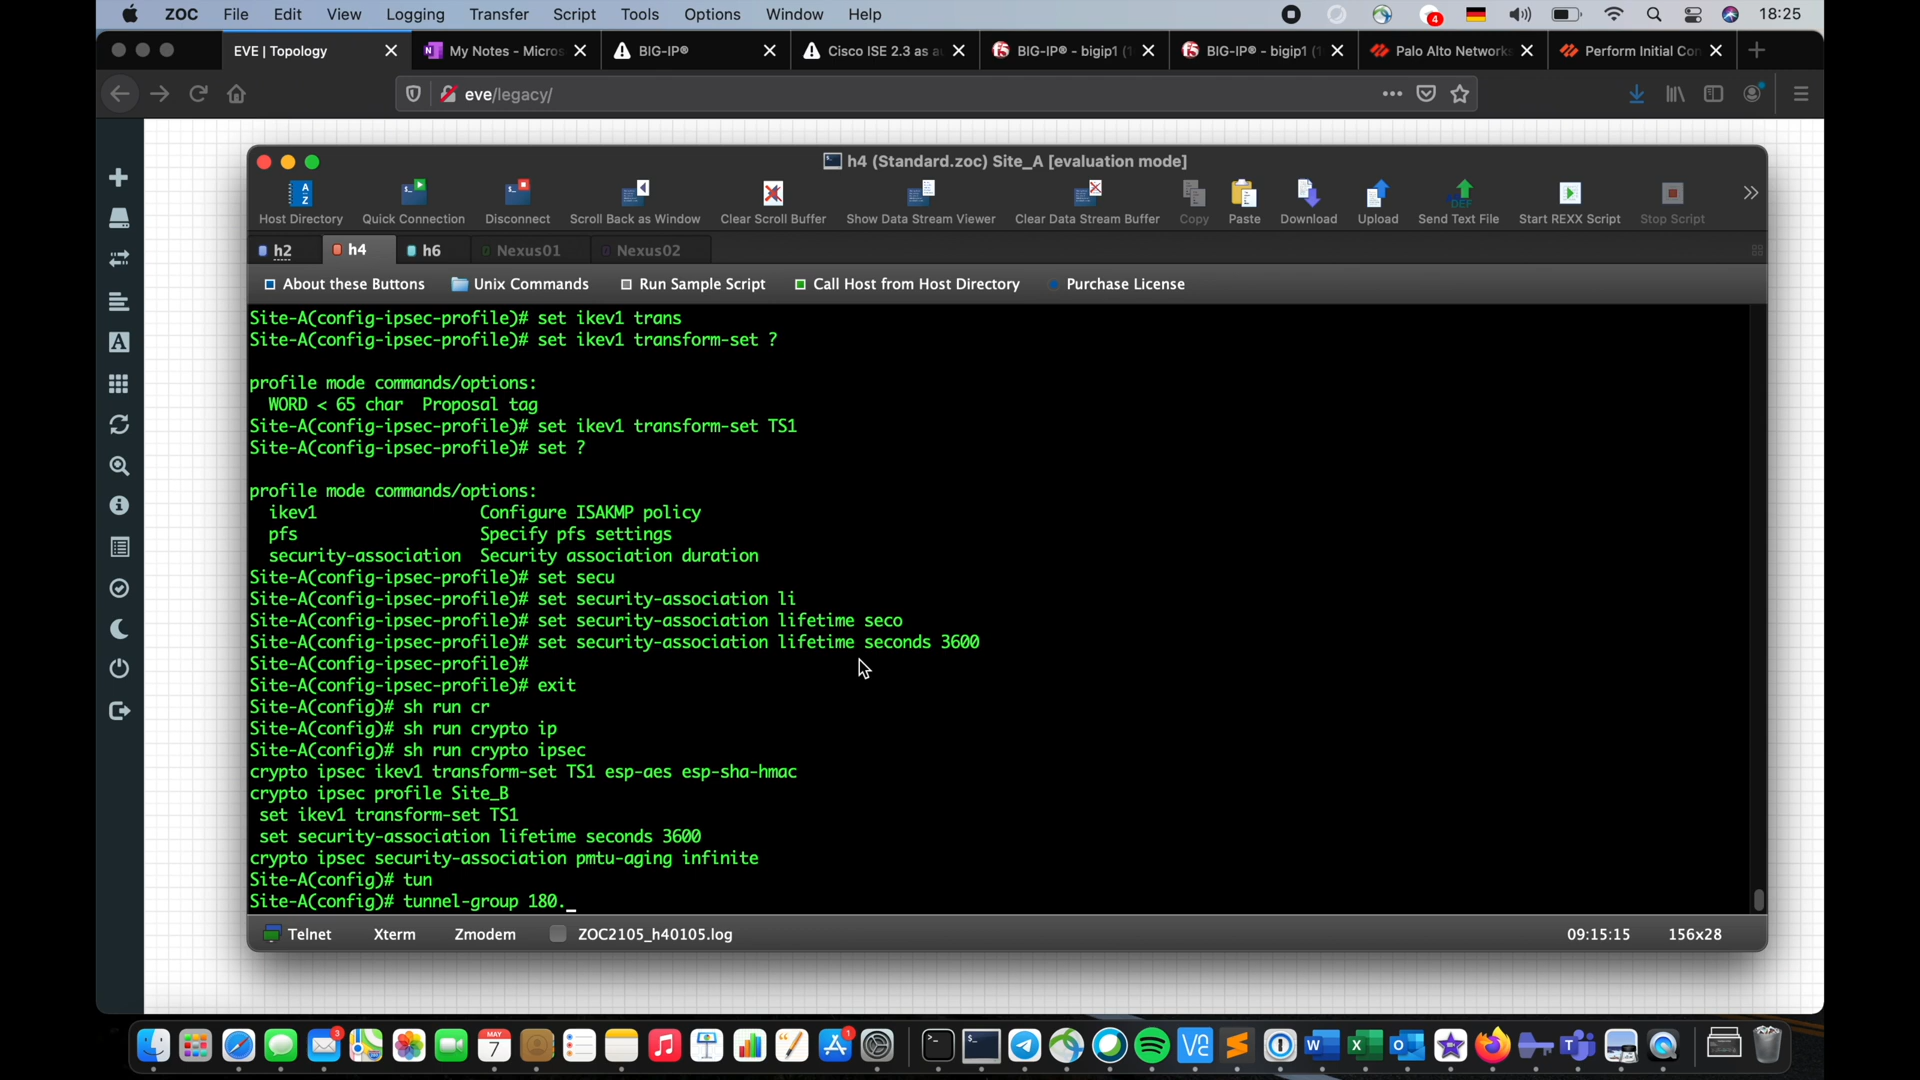 ZOC File Edit View Logging Transfer Script Tools Options Window Help 4 18:25
EVE | Topology My Notes - Micros BIG-IP® Cisco ISE 2.3 as a BIG-IP® - bigip1 (1 BIG-IP® - bigip1 (1 Palo Alto Network Perform Initial Con
eve/legacy/
h4 (Standard.zoc) Site_A [evaluation mode]
Host Directory Quick Connection Disconnect Scroll Back as Window Clear Scroll Buffer Show Data Stream Viewer Clear Data Stream Buffer Copy Paste Download Upload Send Text File Start REXX Script Stop Script
h2 h4 h6 Nexus01 Nexus02
About these Buttons Unix Commands Run Sample Script Call Host from Host Directory Purchase License
Site-A(config-ipsec-profile)# set ikev1 trans
Site-A(config-ipsec-profile)# set ikev1 transform-set ?
profile mode commands/options:
WORD < 65 char Proposal tag
Site-A(config-ipsec-profile)# set ikev1 transform-set TS1
Site-A(config-ipsec-profile)# set ?
profile mode commands/options:
ikev1 Configure ISAKMP policy
pfs Specify pfs settings
security-association Security association duration
Site-A(config-ipsec-profile)# set secu
Site-A(config-ipsec-profile)# set security-association li
Site-A(config-ipsec-profile)# set security-association lifetime seco
Site-A(config-ipsec-profile)# set security-association lifetime seconds 3600
Site-A(config-ipsec-profile)#
Site-A(config-ipsec-profile)# exit
Site-A(config)# sh run cr
Site-A(config)# sh run crypto ip
Site-A(config)# sh run crypto ipsec
crypto ipsec ikev1 transform-set TS1 esp-aes esp-sha-hmac
crypto ipsec profile Site_B
set ikev1 transform-set TS1
set security-association lifetime seconds 3600
crypto ipsec security-association pmtu-aging infinite
Site-A(config)# tun
Site-A(config)# tunnel-group 180._
Telnet Xterm Zmodem ZOC2105_h40105.log 09:15:15 156x28
3 MAY 7 1